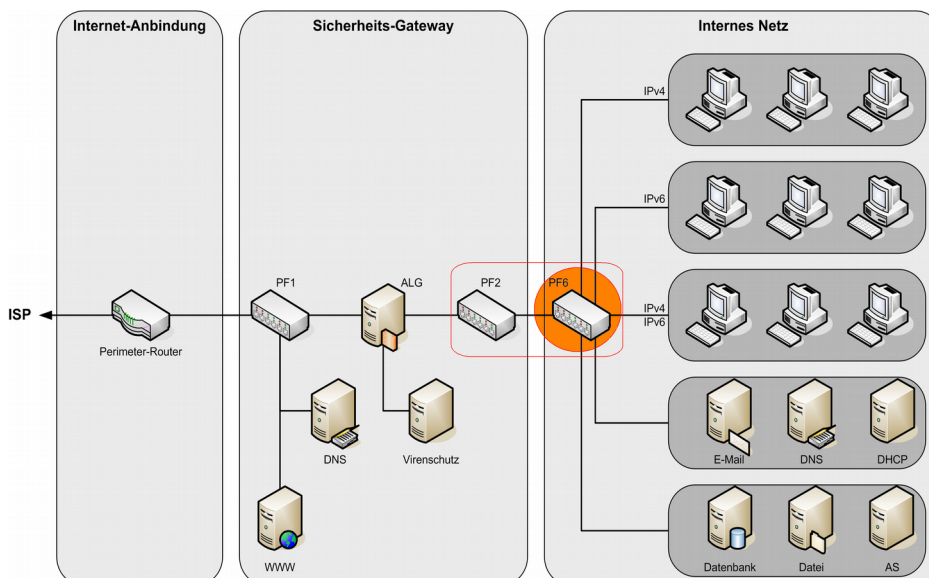 Internet-Anbindung
Sicherheits-Gateway
Internes Netz
IPv4
IPv6
PF1
ALG
PF2
PF6
ISP
IPv4
IPv6
Perimeter-Router
DNS
Virenschutz
E-Mail
DNS
DHCP
WWW
Datenbank
Datei
AS